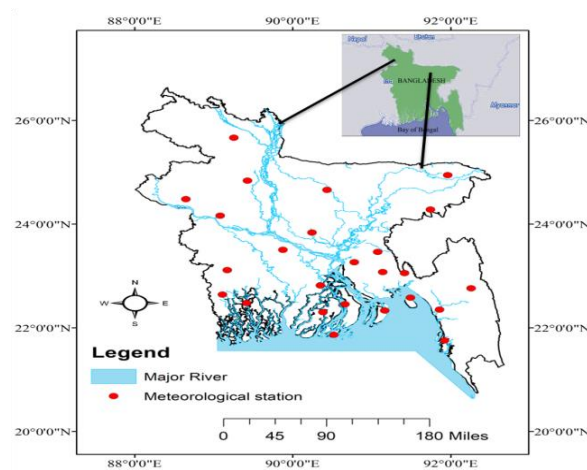 88°0'0"E 90°0'0"E 92°0'0"E
Nepal
Bhutan
BANGLADESH
Myanmar
Bay of Bengal
26°0'0"N 26°0'0"N
24°0'0"N 24°0'0"N
22°0'0"N 22°0'0"N
20°0'0"N 20°0'0"N
N
W E
S
Legend
Major River
Meteorological station
0 45 90 180 Miles
88°0'0"E 90°0'0"E 92°0'0"E